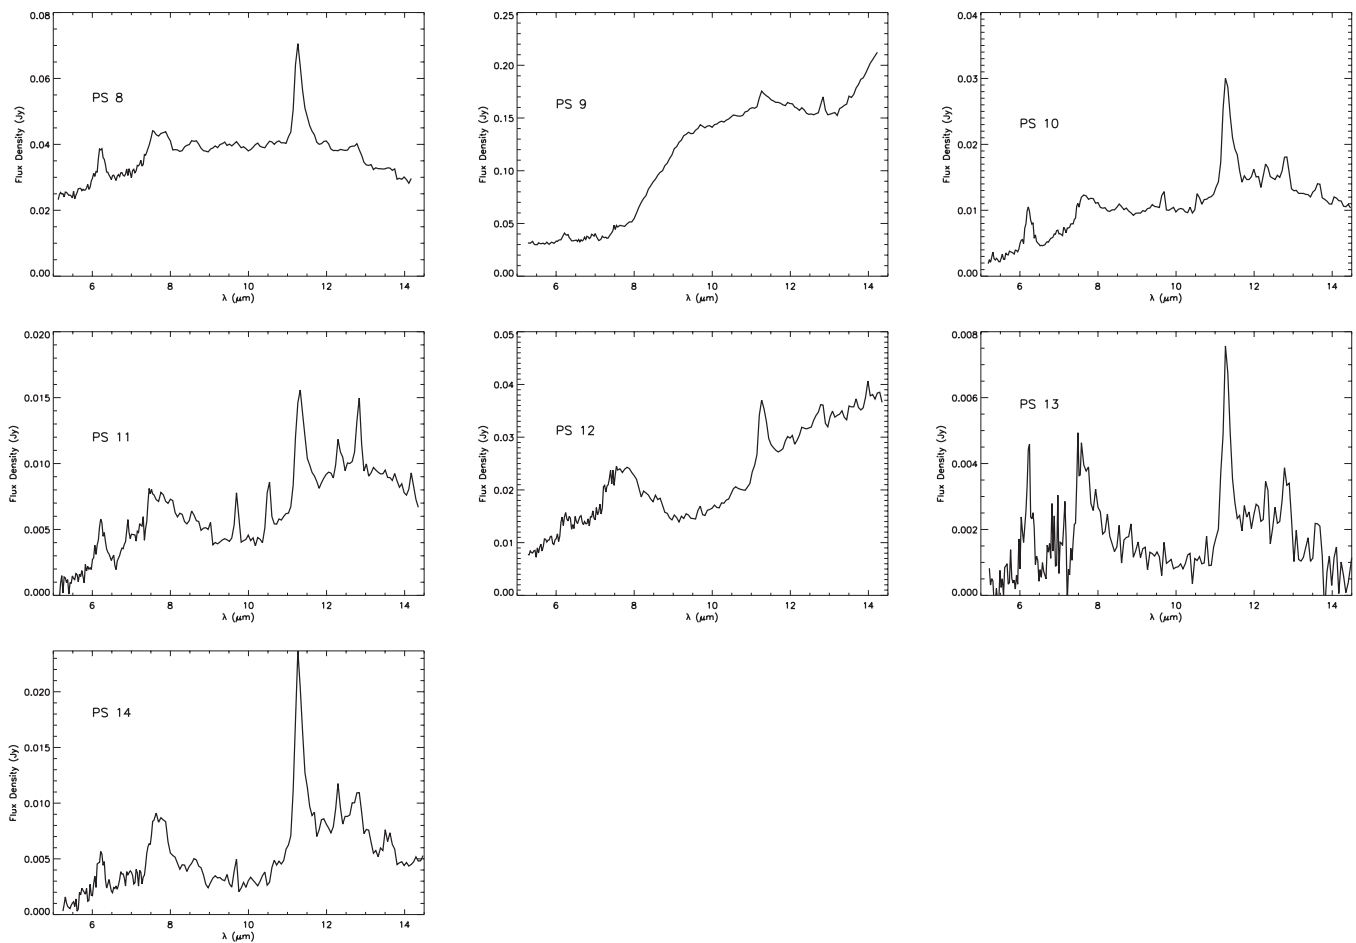 0.08
0.06
0.04
0.02
0.00
Flux Density (Jy)
PS 8
6 8 10 12 14
λ (μm)
0.25
0.20
0.15
0.10
0.05
0.00
Flux Density (Jy)
PS 9
6 8 10 12 14
λ (μm)
0.04
0.03
0.02
0.01
0.00
Flux Density (Jy)
PS 10
6 8 10 12 14
λ (μm)
0.020
0.015
0.010
0.005
0.000
Flux Density (Jy)
PS 11
6 8 10 12 14
λ (μm)
0.05
0.04
0.03
0.02
0.01
0.00
Flux Density (Jy)
PS 12
6 8 10 12 14
λ (μm)
0.008
0.006
0.004
0.002
0.000
Flux Density (Jy)
PS 13
6 8 10 12 14
λ (μm)
0.020
0.015
0.010
0.005
0.000
Flux Density (Jy)
PS 14
6 8 10 12 14
λ (μm)